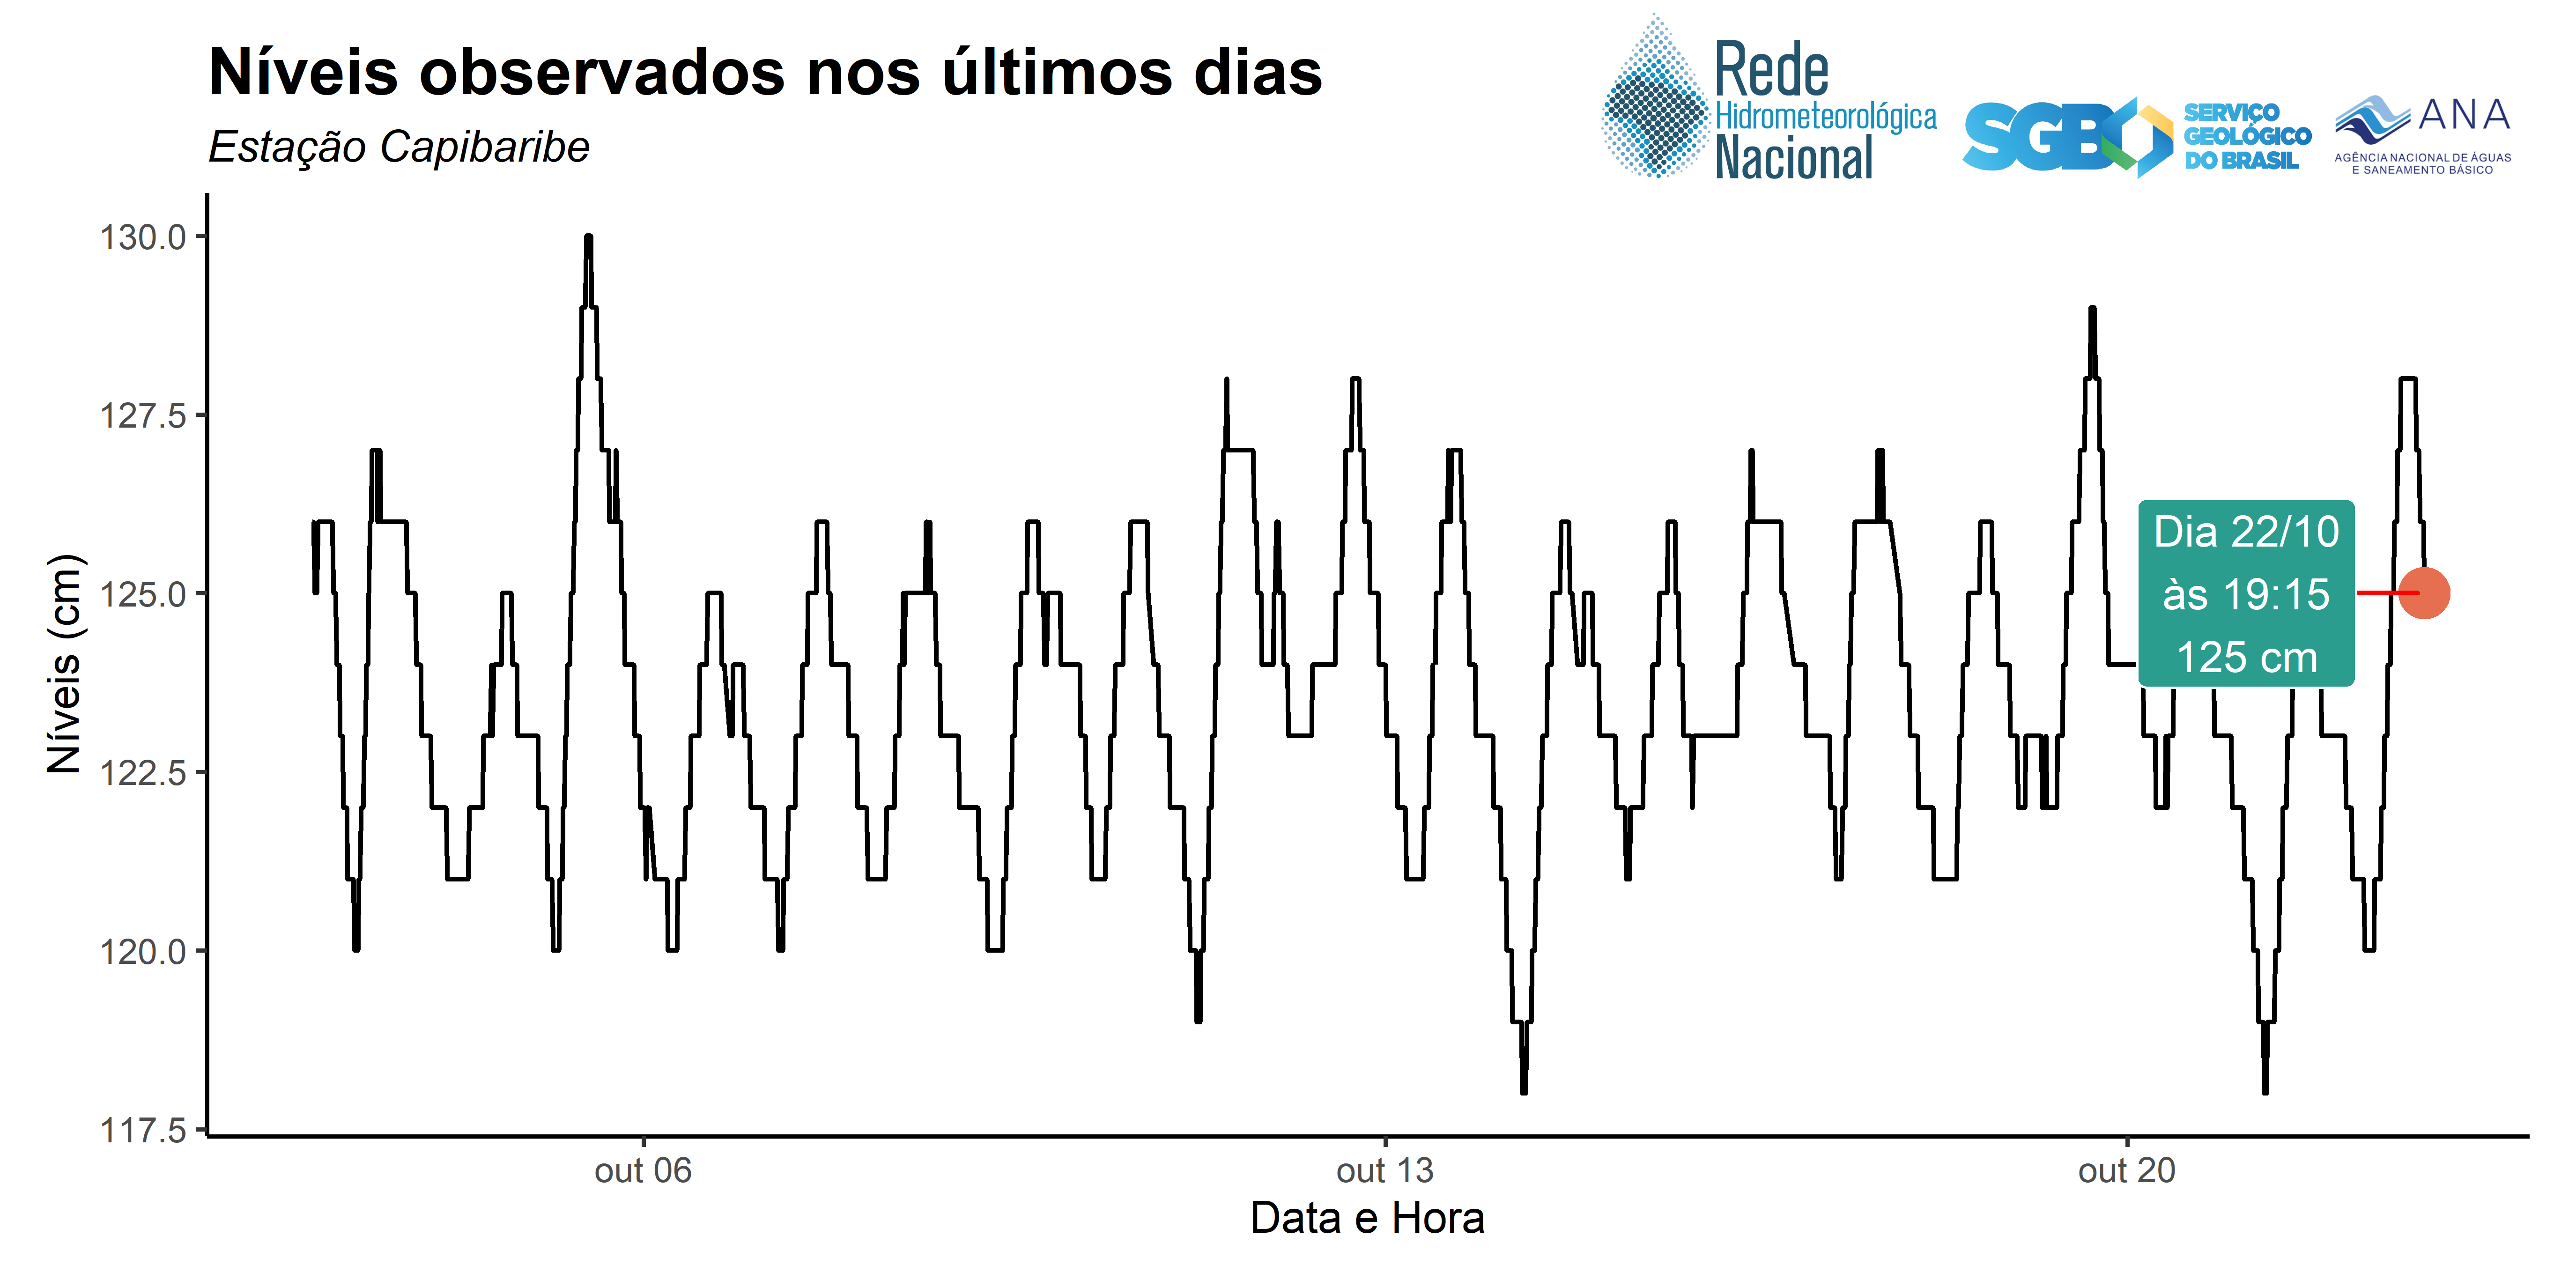 Níveis observados nos últimos dias
Estação Capibaribe
Rede
Hidrometeorológica
Nacional
SGB
SERVIÇO
GEOLÓGICO
DO BRASIL
ANA
AGÊNCIA NACIONAL DE ÁGUAS
E SANEAMENTO BÁSICO
Níveis (cm)
130.0
127.5
125.0
122.5
120.0
117.5
Dia 22/10
às 19:15
125 cm
out 06
out 13
out 20
Data e Hora